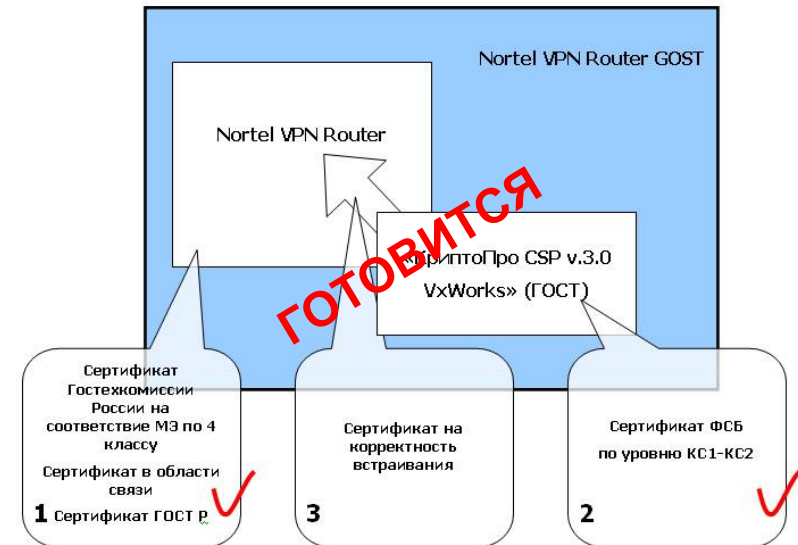 Nortel VPN Router GOST
Nortel VPN Router
ГОТОВИТСЯ
«КриптоПро CSP v.3.0
VxWorks» (ГОСТ)
Сертификат
Гостехкомиссии
России на
соответствие МЭ по 4
классу
Сертификат в области
связи
1 Сертификат ГОСТ Р
Сертификат на
корректность
встраивания
3
Сертификат ФСБ
по уровню КС1-КС2
2